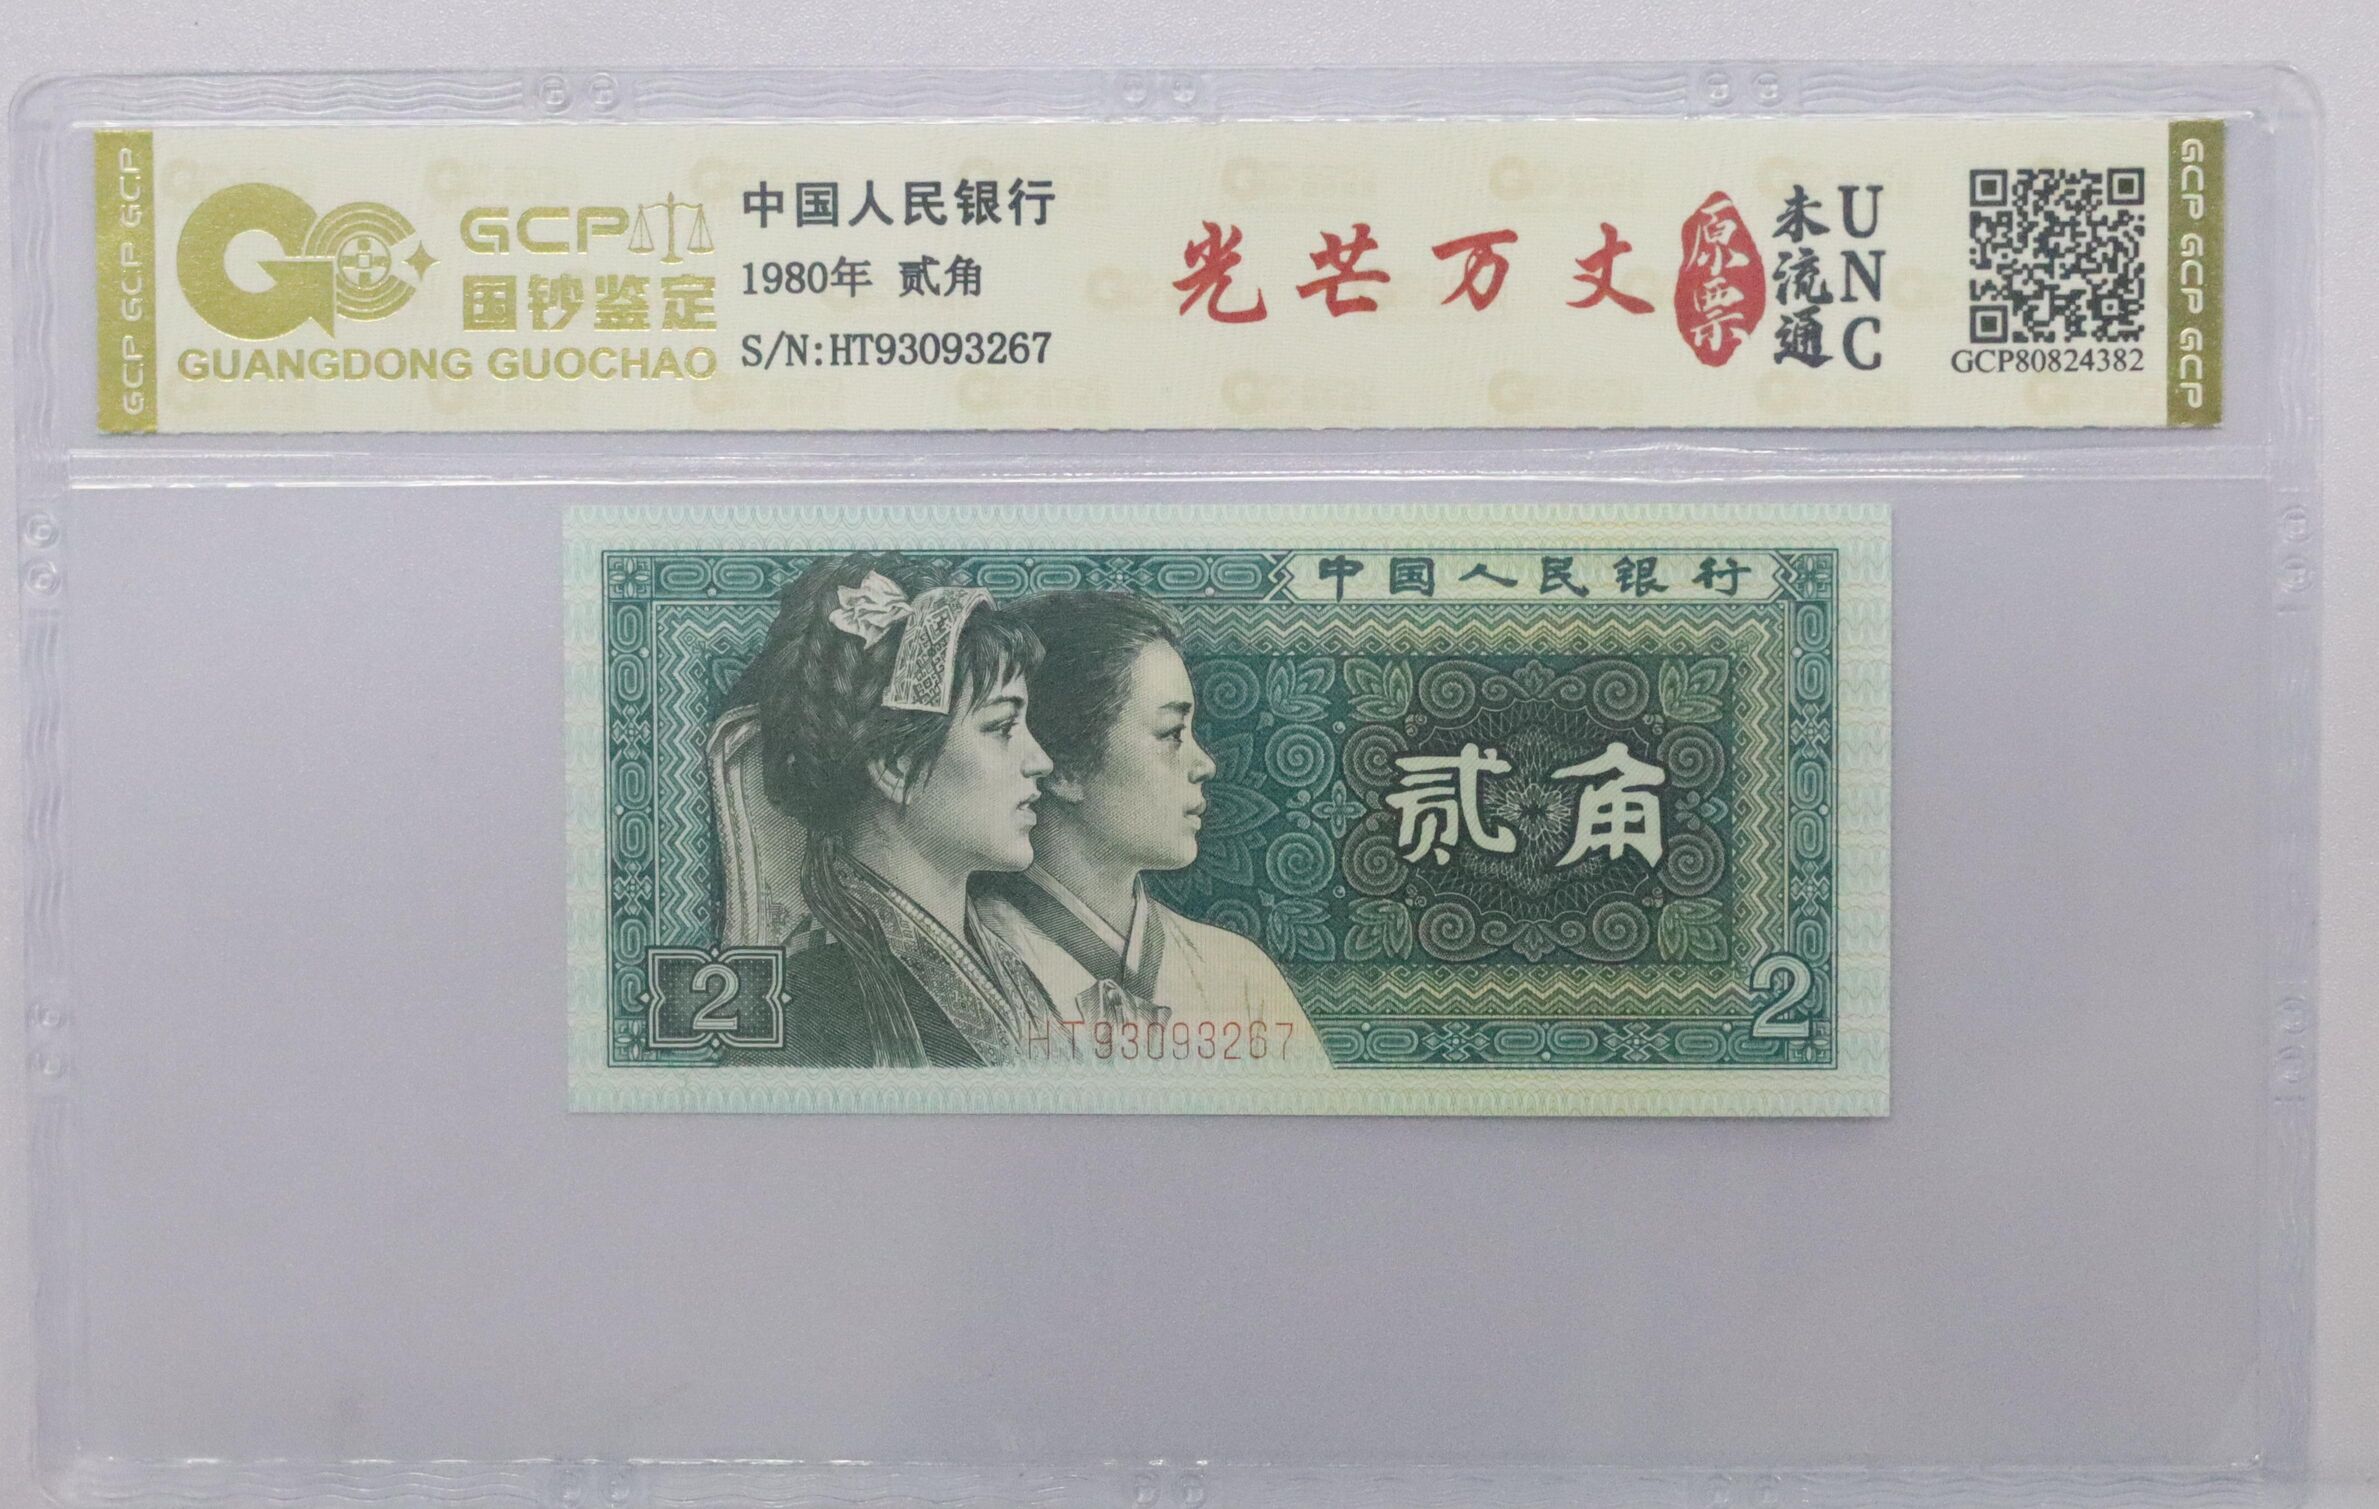 GCP GCP GCP
GCP
国钞鉴定
GUANGDONG GUOCHAO
中国人民银行
1980年 贰角
S/N:HT93093267
光芒万丈
原票
未流通
UNC
GCP80824382
GCP GCP GCP
中国人民银行
贰角
2
2
HT93093267